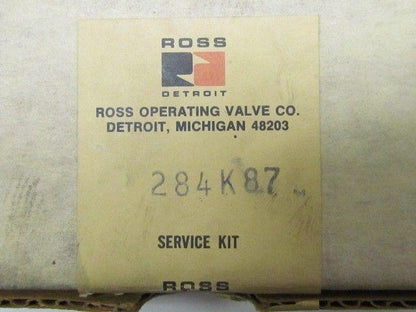 ROSS
DETROIT
ROSS OPERATING VALVE CO.
DETROIT, MICHIGAN 48203
284K87
SERVICE KIT
ROSS